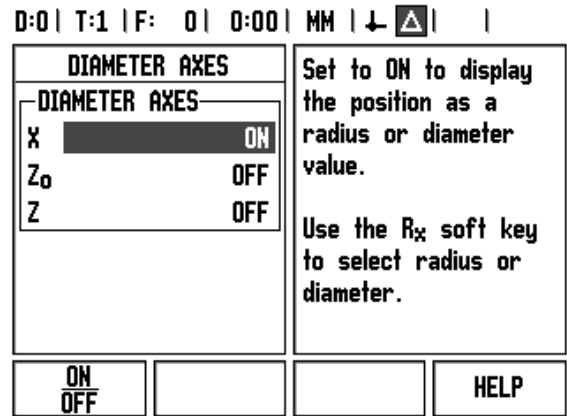 D:0| T:1 |F: 0| 0:00| MM |
DIAMETER AXES
DIAMETER AXES
X ON
Zo OFF
Z OFF
Set to ON to display
the position as a
radius or diameter
value.
Use the Rx soft key
to select radius or
diameter.
ON
OFF
HELP